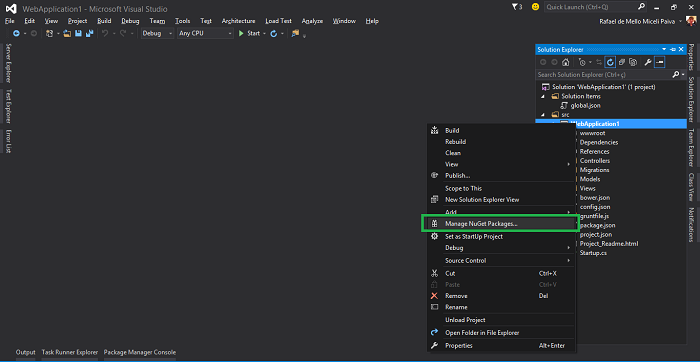 WebApplication1 - Microsoft Visual Studio
3
Quick Launch (Ctrl+Q)
File Edit View Project Build Debug Team Tools Test Architecture Load Test Analyze Window Help
Rafael de Mello Miceli Paiva
Debug Any CPU Start
Server Explorer
Test Explorer
Error List
Solution Explorer
Search Solution Explorer (Ctrl+ç)
Solution 'WebApplication1' (1 project)
Solution Items
global.json
src
WebApplication1
wwwroot
Dependencies
References
Controllers
Migrations
Models
Views
bower.json
config.json
gruntfile.js
package.json
project.json
Project_Readme.html
Startup.cs
Build
Rebuild
Clean
View
Publish...
Scope to This
New Solution Explorer View
Add
Manage NuGet Packages...
Set as StartUp Project
Debug
Source Control
Cut Ctrl+X
Paste Ctrl+V
Remove Del
Rename
Unload Project
Open Folder in File Explorer
Properties Alt+Enter
Properties
Solution Explorer
Team Explorer
Class View
Notifications
Output Task Runner Explorer Package Manager Console